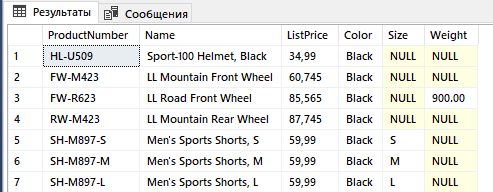 Результаты Сообщения
ProductNumber Name ListPrice Color Size Weight
1 HL-U509 Sport-100 Helmet, Black 34,99 Black NULL NULL
2 FW-M423 LL Mountain Front Wheel 60,745 Black NULL NULL
3 FW-R623 LL Road Front Wheel 85,565 Black NULL 900.00
4 RW-M423 LL Mountain Rear Wheel 87,745 Black NULL NULL
5 SH-M897-S Men's Sports Shorts, S 59,99 Black S NULL
6 SH-M897-M Men's Sports Shorts, M 59,99 Black M NULL
7 SH-M897-L Men's Sports Shorts, L 59,99 Black L NULL